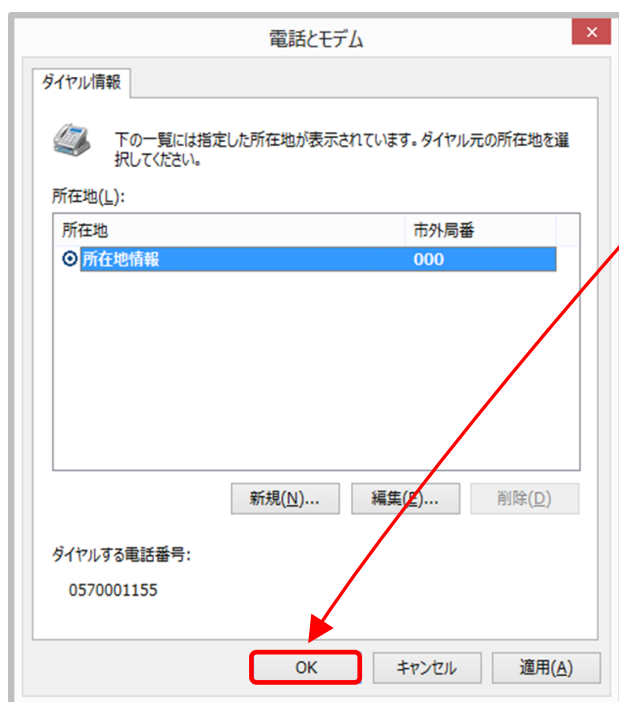 電話とモデム
ダイヤル情報
下の一覧には指定した所在地が表示されています。ダイヤル元の所在地を選
択してください。
所在地(L):
所在地 市外局番
所在地情報 000
新規(N)... 編集(E)... 削除(D)
ダイヤルする電話番号:
0570001155
OK キャンセル 適用(A)